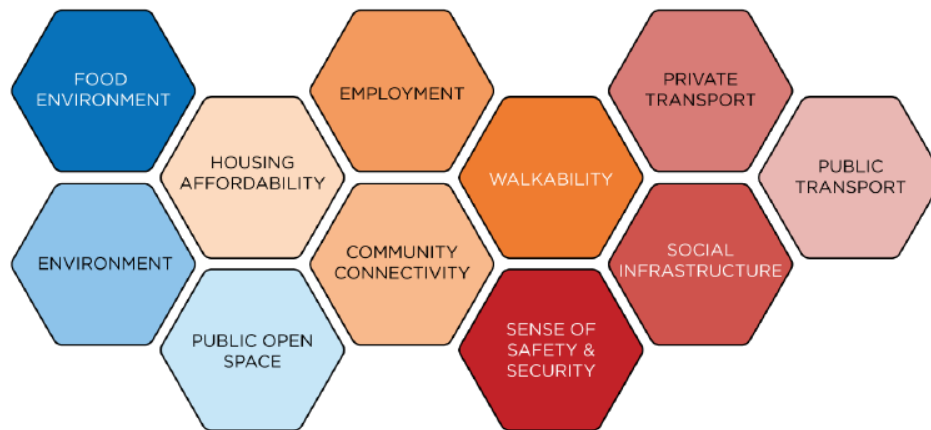 FOOD
ENVIRONMENT
EMPLOYMENT
PRIVATE
TRANSPORT
HOUSING
AFFORDABILITY
WALKABILITY
PUBLIC
TRANSPORT
ENVIRONMENT
COMMUNITY
CONNECTIVITY
SOCIAL
INFRASTRUCTURE
PUBLIC OPEN
SPACE
SENSE OF
SAFETY &
SECURITY